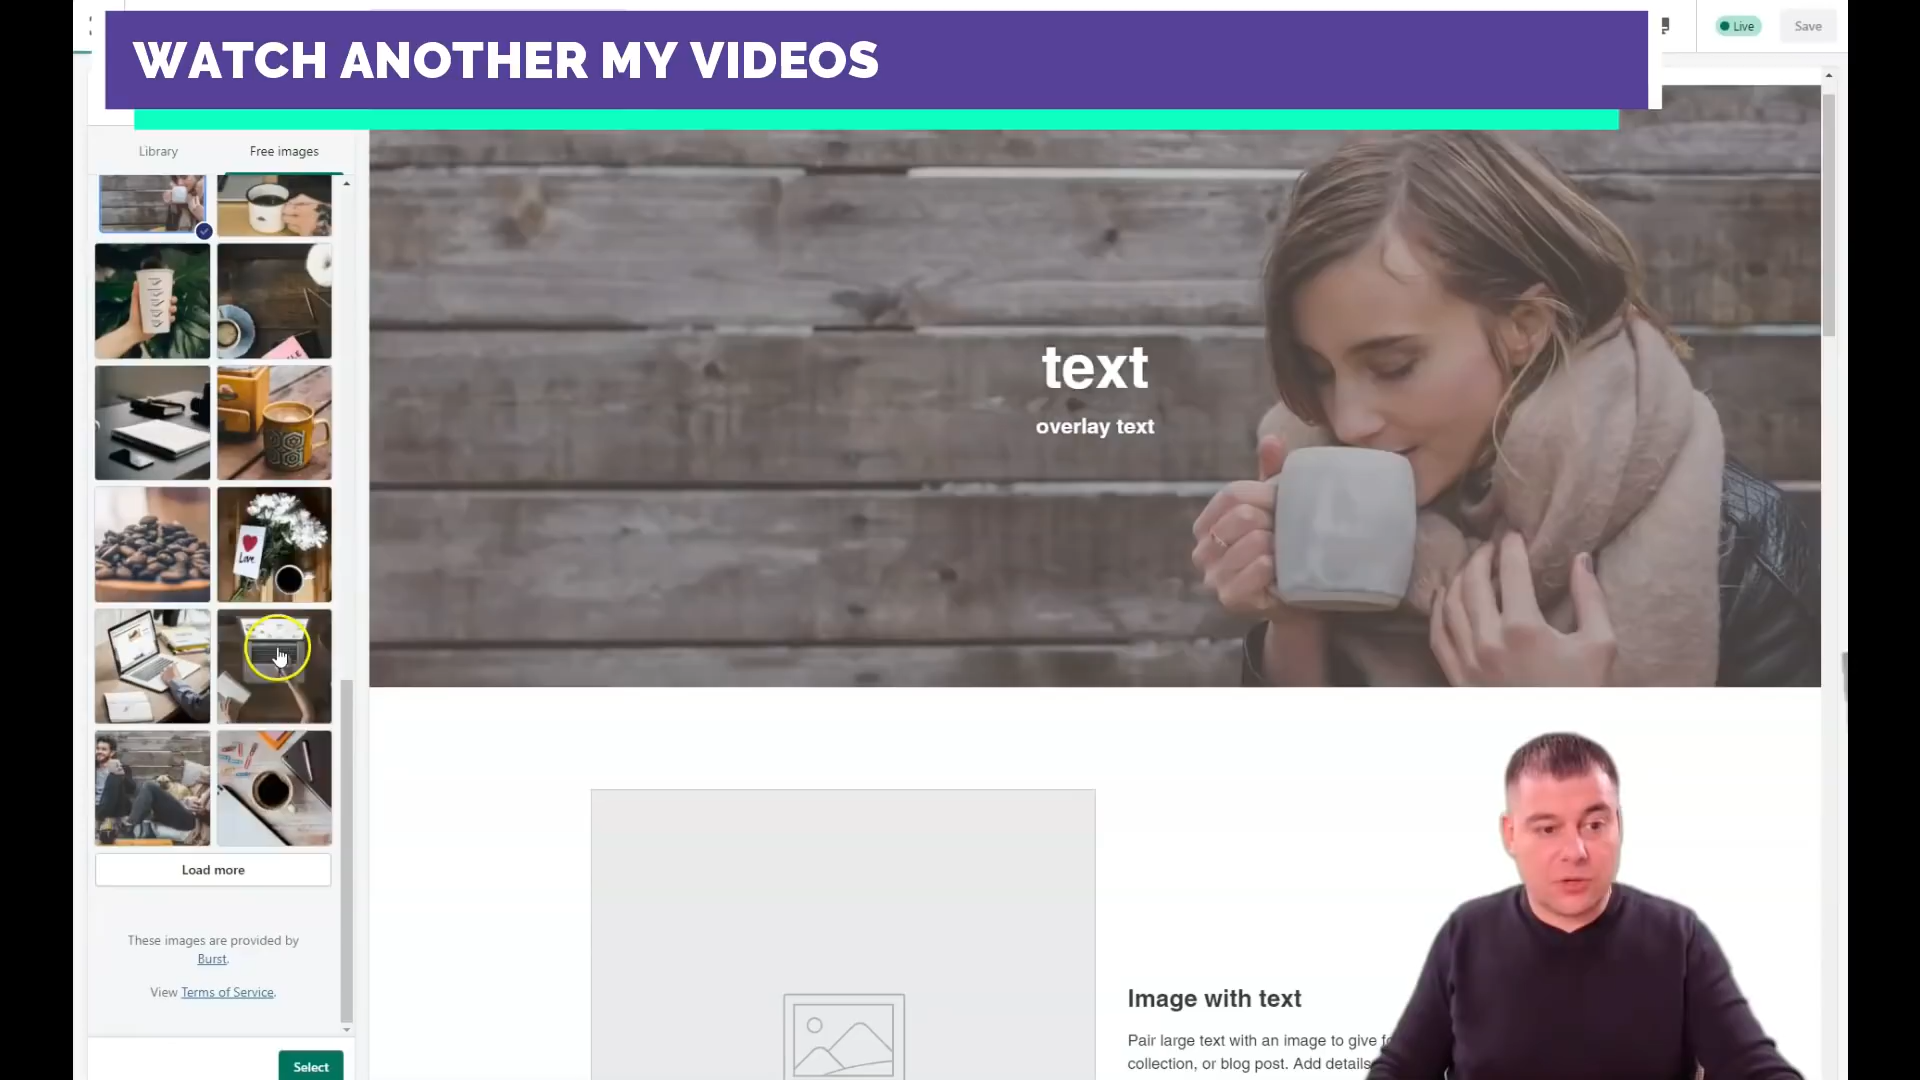 WATCH ANOTHER MY VIDEOS
Live
Save
Library
Free images
Love
text
overlay text
Load more
These images are provided by
Burst.
View Terms of Service.
Select
Image with text
Pair large text with an image to give
collection, or blog post. Add details